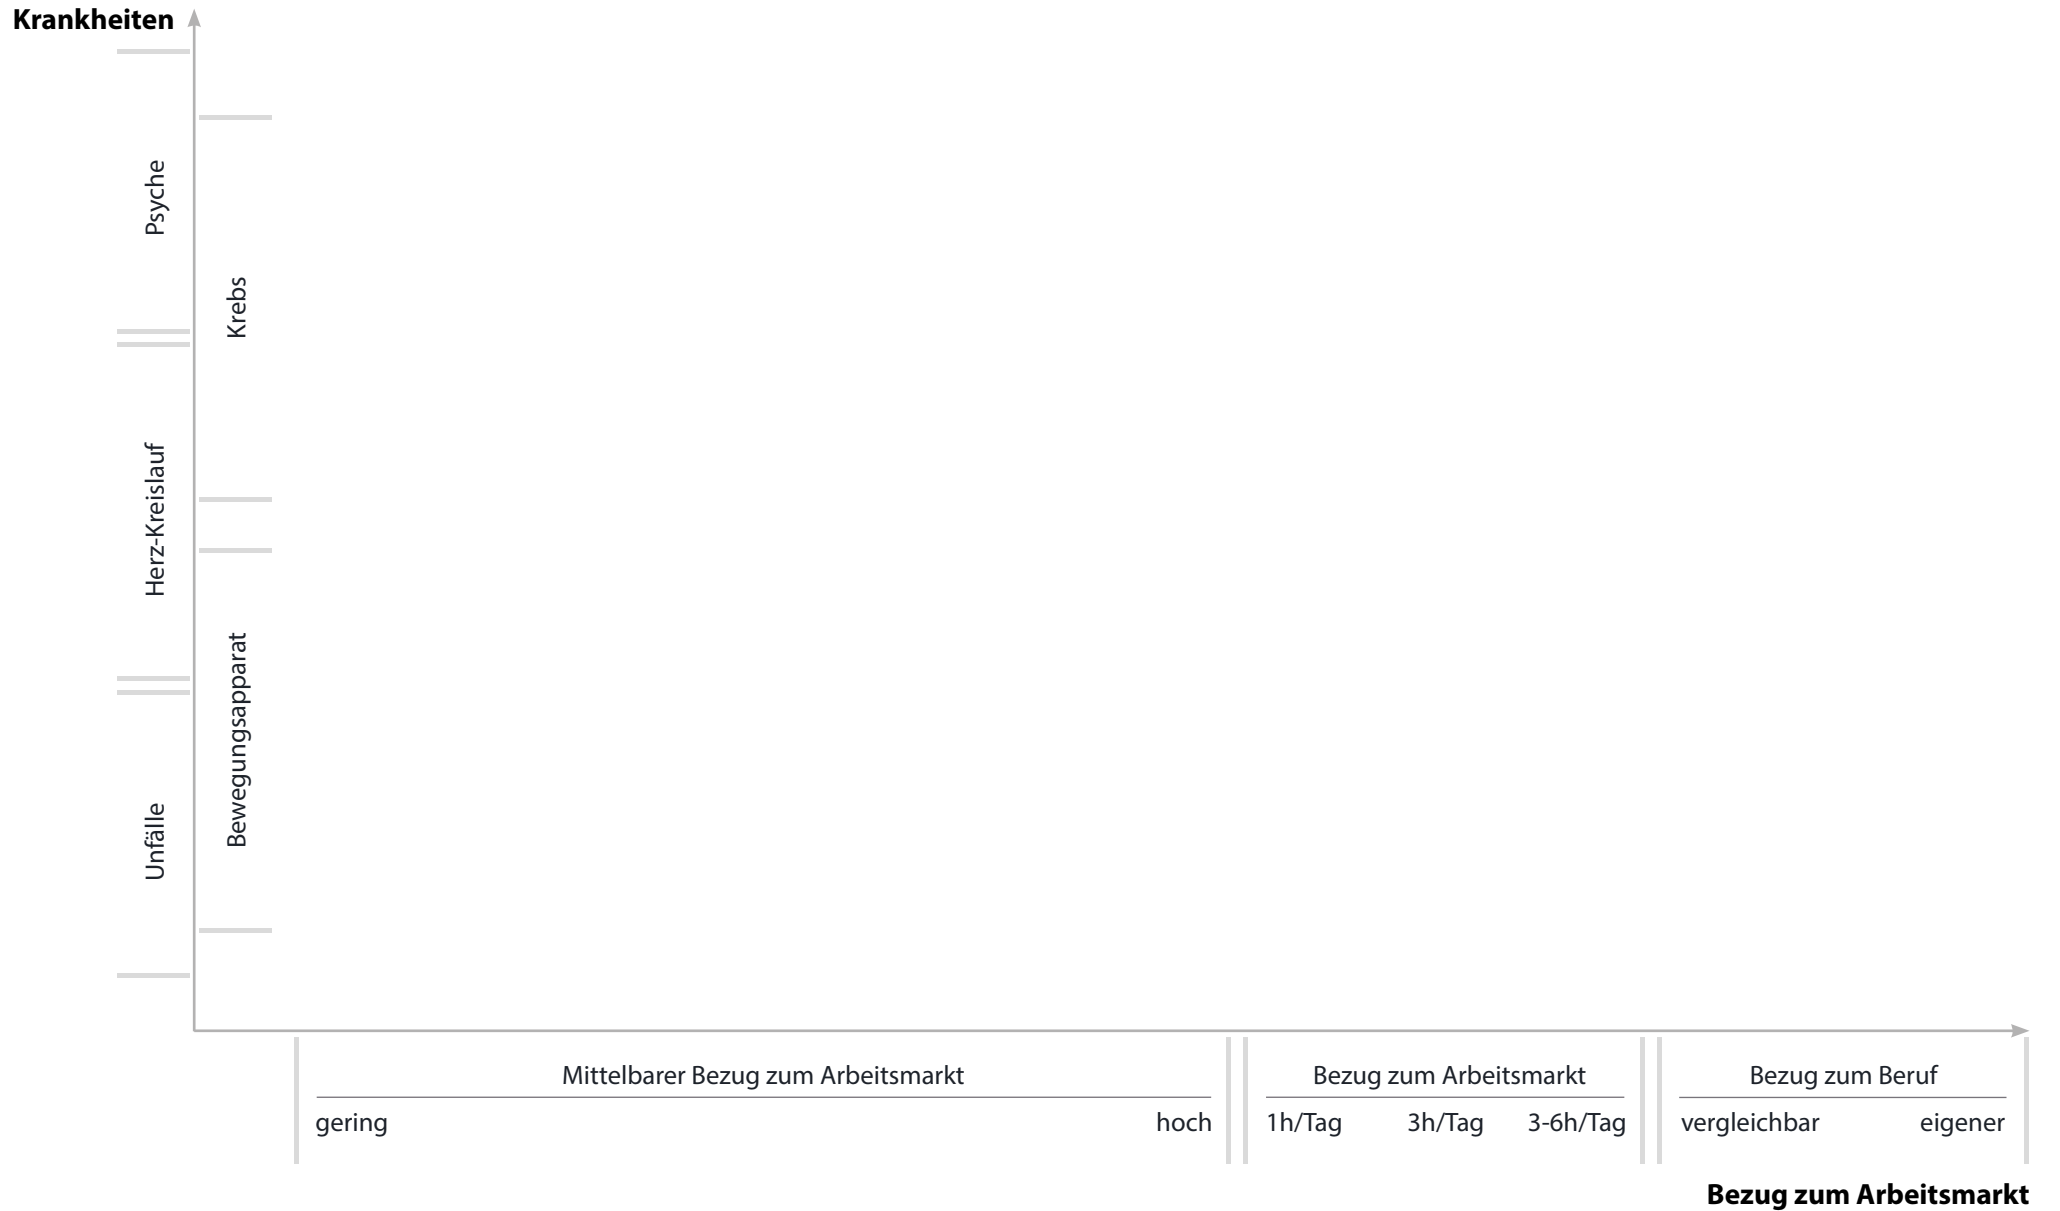 Krankheiten
Psyche
Krebs
Herz-Kreislauf
Bewegungsapparat
Unfälle
Mittelbarer Bezug zum Arbeitsmarkt
gering
hoch
Bezug zum Arbeitsmarkt
1h/Tag
3h/Tag
3-6h/Tag
Bezug zum Beruf
vergleichbar
eigener
Bezug zum Arbeitsmarkt